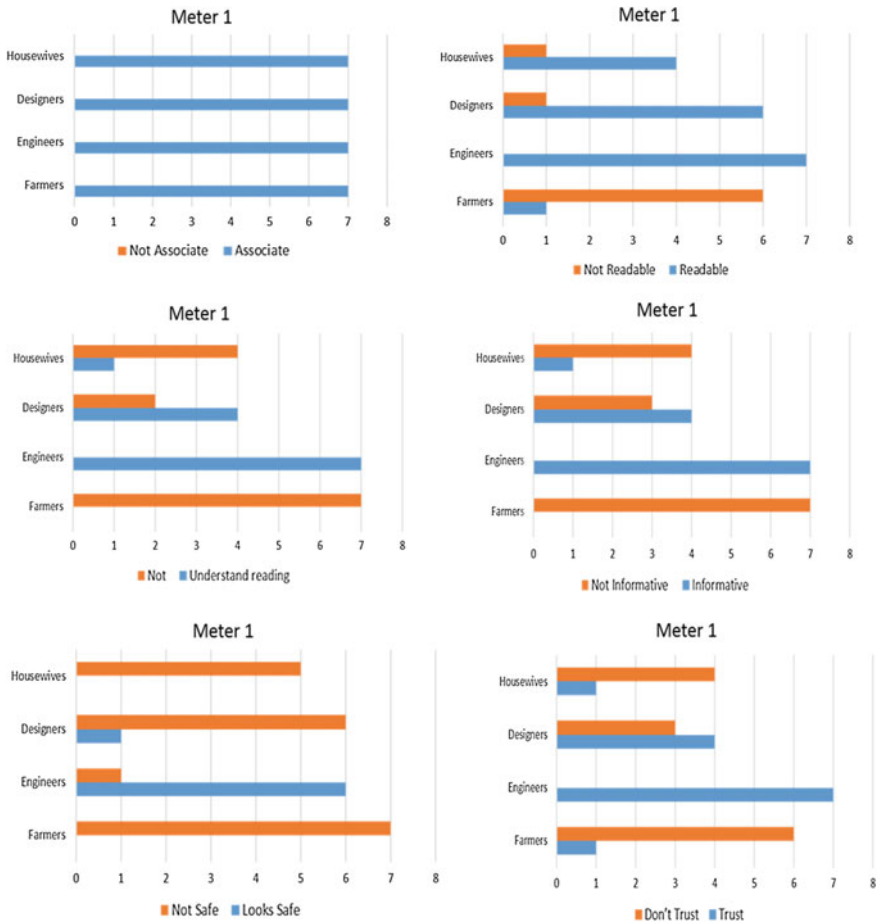 Meter 1
Housewives
Designers
Engineers
Farmers
0 1 2 3 4 5 6 7 8
Not Associate Associate
Meter 1
Housewives
Designers
Engineers
Farmers
0 1 2 3 4 5 6 7 8
Not Readable Readable
Meter 1
Housewives
Designers
Engineers
Farmers
0 1 2 3 4 5 6 7 8
Not Understand reading
Meter 1
Housewives
Designers
Engineers
Farmers
0 1 2 3 4 5 6 7 8
Not Informative Informative
Meter 1
Housewives
Designers
Engineers
Farmers
0 1 2 3 4 5 6 7 8
Not Safe Looks Safe
Meter 1
Housewives
Designers
Engineers
Farmers
0 1 2 3 4 5 6 7 8
Don't Trust Trust